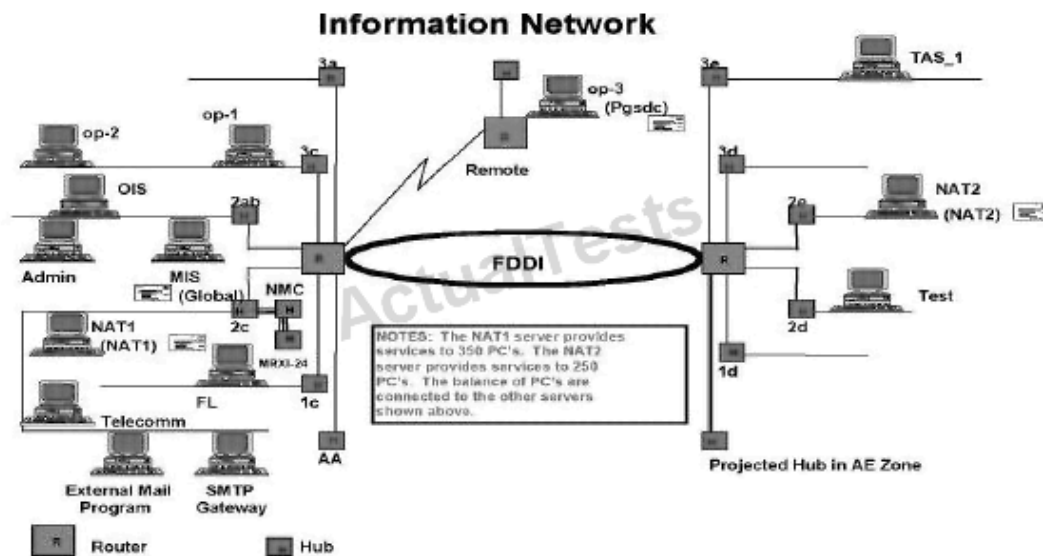 Information Network
3a
H
3e
H
TAS_1
H
op-3
(Pgsdc)
op-2
op-1
R
Remote
3c
H
3d
H
OIS
2ab
H
2e
H
NAT2
(NAT2)
Admin
MIS
(Global)
R
FDDI
R
ActualTests
NMC
H
H
2c
H
2d
H
Test
NAT1
(NAT1)
MRXI-24
NOTES: The NAT1 server provides
services to 350 PC's. The NAT2
server provides services to 250
PC's. The balance of PC's are
connected to the other servers
shown above.
FL
1c
H
1d
H
Telecomm
AA
H
H
Projected Hub in AE Zone
External Mail
Program
SMTP
Gateway
R
Router
H
Hub